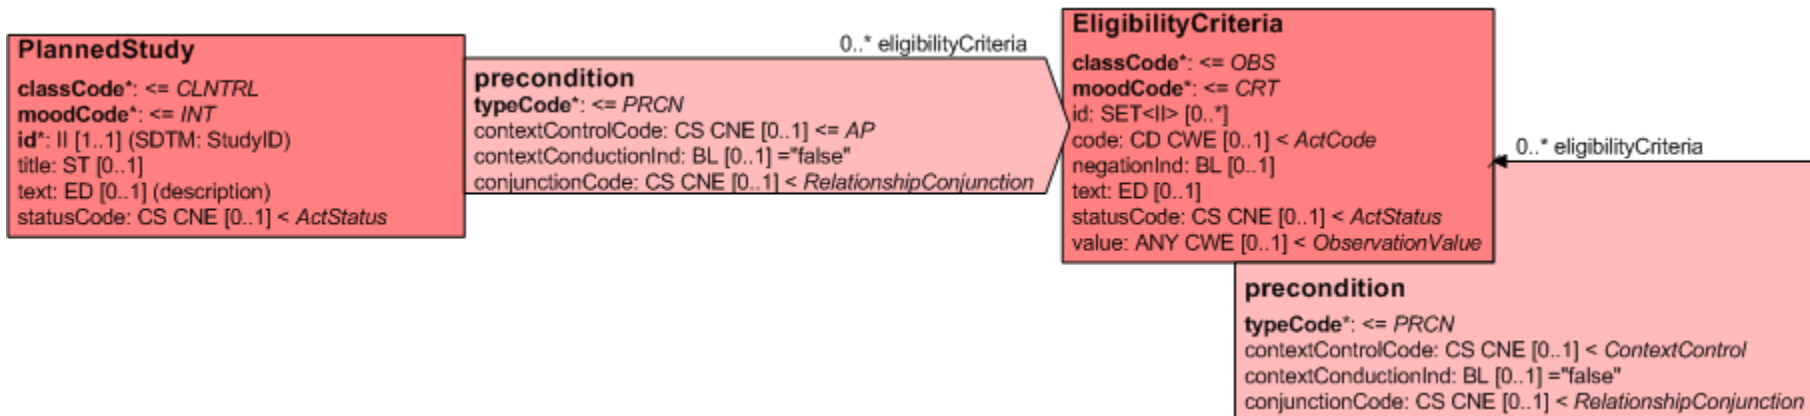 PlannedStudy
classCode*: <= CLNTRL
moodCode*: <= INT
id*: II [1..1] (SDTM: StudyID)
title: ST [0..1]
text: ED [0..1] (description)
statusCode: CS CNE [0..1] < ActStatus
0..* eligibilityCriteria
precondition
typeCode*: <= PRCN
contextControlCode: CS CNE [0..1] <= AP
contextConductionInd: BL [0..1] ="false"
conjunctionCode: CS CNE [0..1] < RelationshipConjunction
EligibilityCriteria
classCode*: <= OBS
moodCode*: <= CRT
id: SET<II> [0..*]
code: CD CWE [0..1] < ActCode
negationInd: BL [0..1]
text: ED [0..1]
statusCode: CS CNE [0..1] < ActStatus
value: ANY CWE [0..1] < ObservationValue
0..* eligibilityCriteria
precondition
typeCode*: <= PRCN
contextControlCode: CS CNE [0..1] < ContextControl
contextConductionInd: BL [0..1] ="false"
conjunctionCode: CS CNE [0..1] < RelationshipConjunction